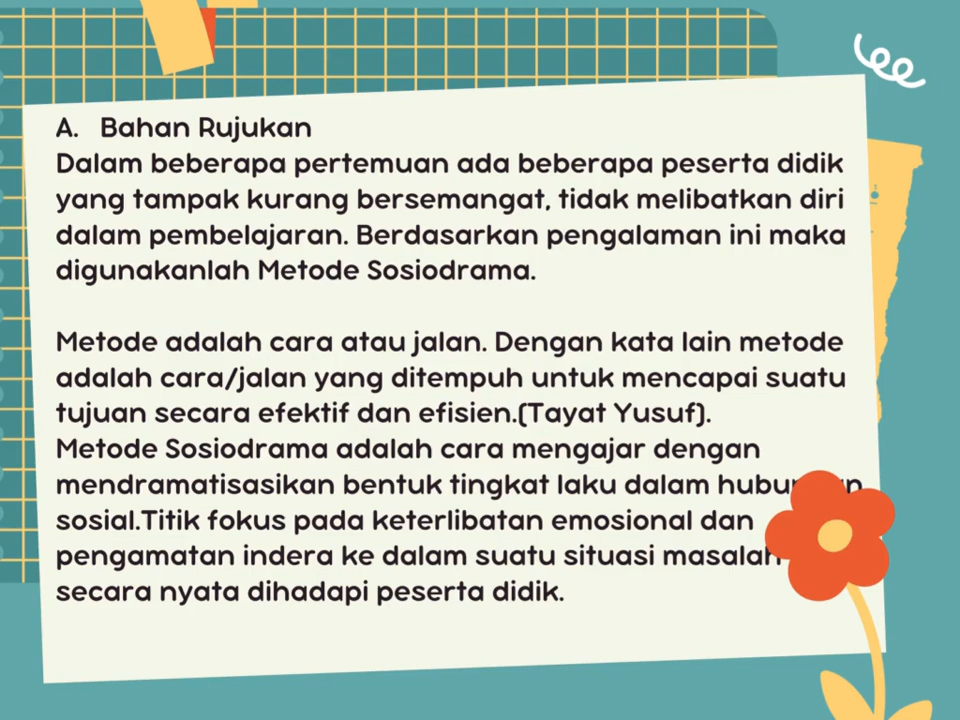 A. Bahan Rujukan
Dalam beberapa pertemuan ada beberapa peserta didik
yang tampak kurang bersemangat, tidak melibatkan diri
dalam pembelajaran. Berdasarkan pengalaman ini maka
digunakanlah Metode Sosiodrama.
Metode adalah cara atau jalan. Dengan kata lain metode
adalah cara/jalan yang ditempuh untuk mencapai suatu
tujuan secara efektif dan efisien.(Tayat Yusuf).
Metode Sosiodrama adalah cara mengajar dengan
mendramatisasikan bentuk tingkat laku dalam
sosial.Titik fokus pada keterlibatan emosional dan
pengamatan indera ke dalam suatu situasi masalah
secara nyata dihadapi peserta didik.